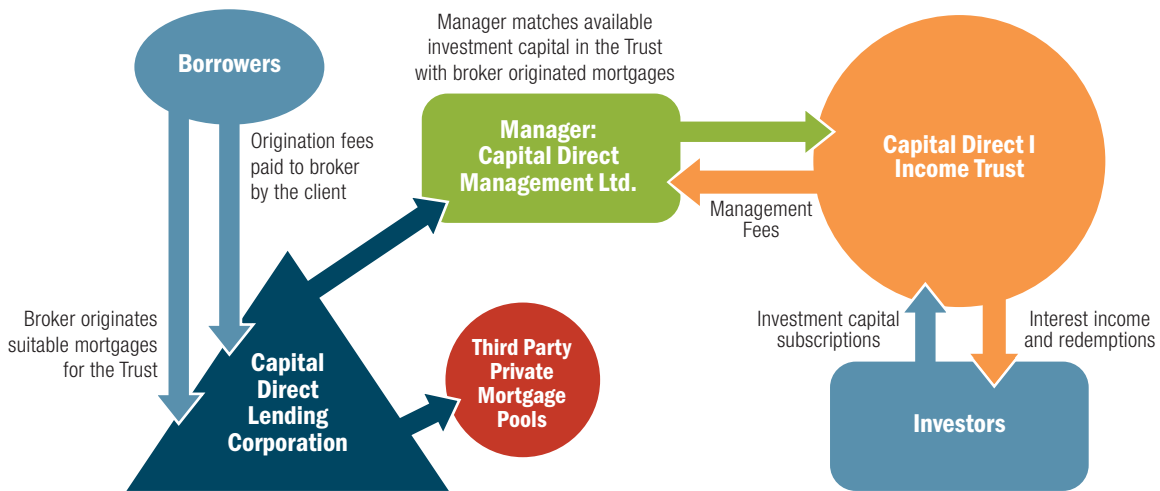 Borrowers
Origination fees
paid to broker
by the client
Broker originates
suitable mortgages
for the Trust
Capital
Direct
Lending
Corporation
Manager matches available
investment capital in the Trust
with broker originated mortgages
Manager:
Capital Direct
Management Ltd.
Third Party
Private
Mortgage
Pools
Management
Fees
Capital Direct I
Income Trust
Investment capital
subscriptions
Interest income
and redemptions
Investors